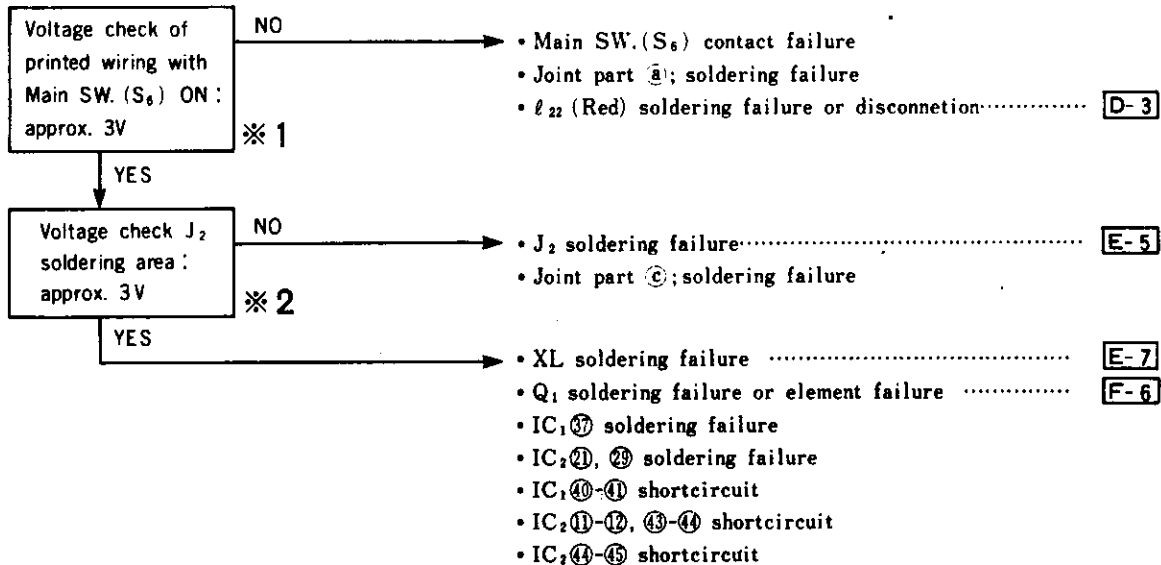 Voltage check of
printed wiring with
Main SW. (S₆) ON :
approx. 3V
※1
NO
• Main SW. (S₆) contact failure
• Joint part ⓐ; soldering failure
• ℓ₂₂ (Red) soldering failure or disconnetion ·············· D-3
YES
Voltage check J₂
soldering area :
approx. 3V
※2
NO
• J₂ soldering failure ·············· E-5
• Joint part ⓒ; soldering failure
YES
• XL soldering failure ·············· E-7
• Q₁ soldering failure or element failure ·············· F-6
• IC₁㊲ soldering failure
• IC₂㉑, ㉙ soldering failure
• IC₁㊵-㊶ shortcircuit
• IC₂⑪-⑫, ㊸-㊹ shortcircuit
• IC₂㊹-㊺ shortcircuit